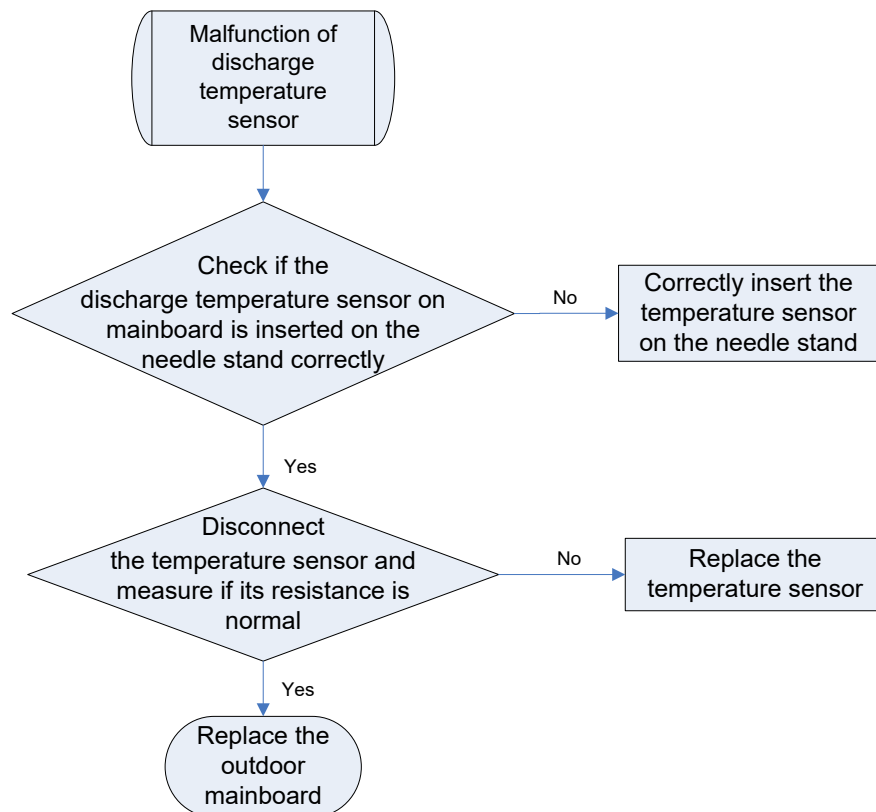 Malfunction of
discharge
temperature
sensor
Check if the
discharge temperature sensor on
mainboard is inserted on the
needle stand correctly
No
Correctly insert the
temperature sensor
on the needle stand
Yes
Disconnect
the temperature sensor and
measure if its resistance is
normal
No
Replace the
temperature sensor
Yes
Replace the
outdoor
mainboard